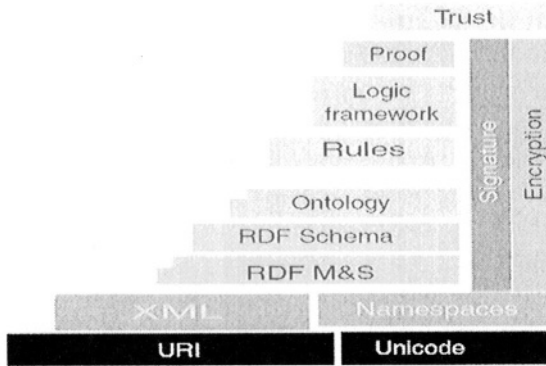 Trust
Proof
Logic
framework
Rules
Ontology
RDF Schema
RDF M&S
Signature
Encryption
XML
Namespaces
URI
Unicode